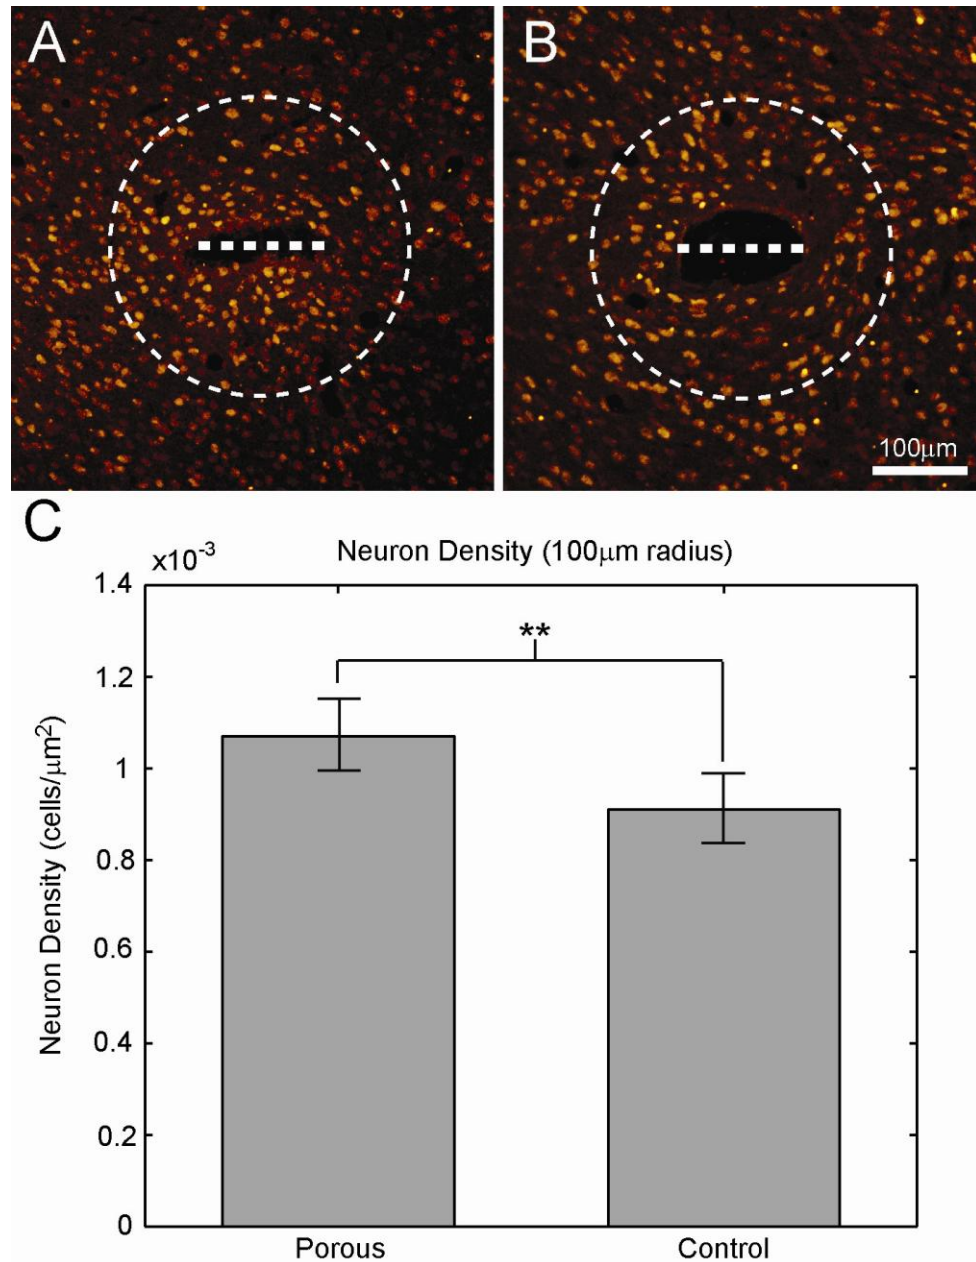 A
B
100μm
C
x10⁻³
Neuron Density (100μm radius)
1.4
**
1.2
1
0.8
0.6
0.4
0.2
0
Neuron Density (cells/μm²)
Porous
Control